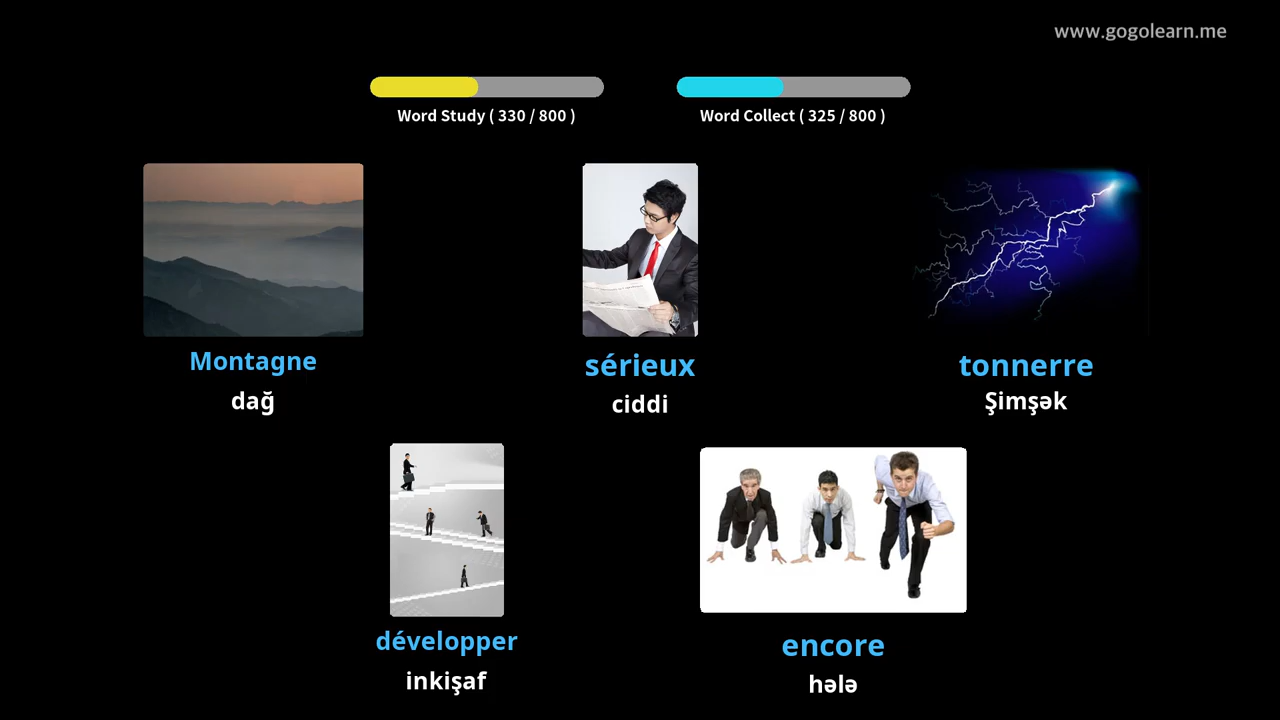 www.gogolearn.me
Word Study ( 330 / 800 )
Word Collect ( 325 / 800 )
Montagne
dağ
sérieux
ciddi
tonnerre
Şimşək
développer
inkişaf
encore
hələ